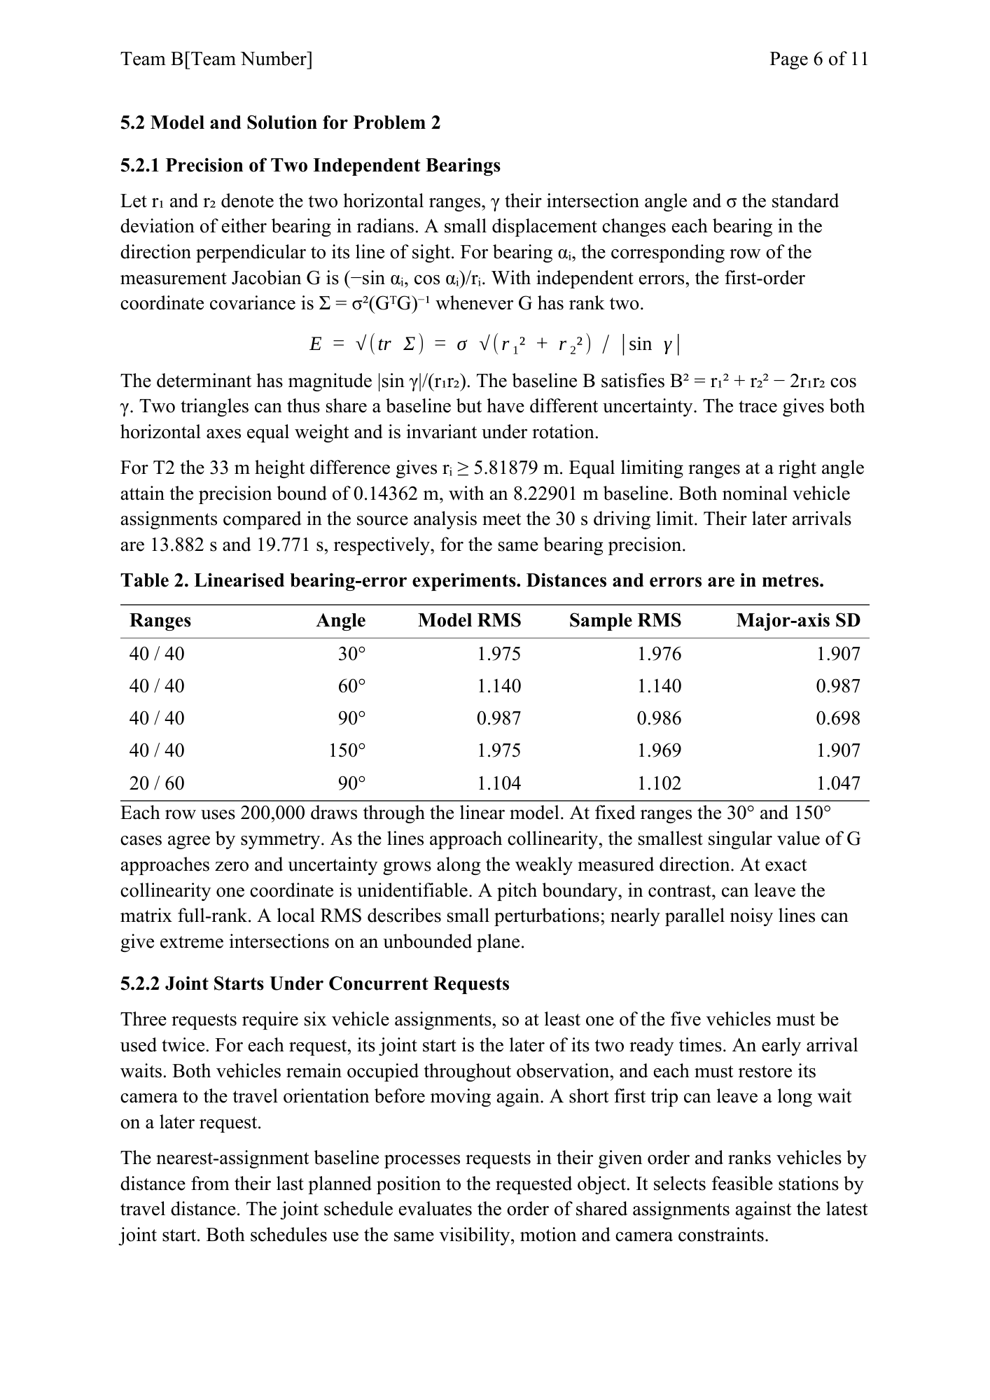 Team B[Team Number] Page 6 of 11
5.2 Model and Solution for Problem 2
5.2.1 Precision of Two Independent Bearings
Let r₁ and r₂ denote the two horizontal ranges, γ their intersection angle and σ the standard
deviation of either bearing in radians. A small displacement changes each bearing in the
direction perpendicular to its line of sight. For bearing αᵢ, the corresponding row of the
measurement Jacobian G is (−sin αᵢ, cos αᵢ)/rᵢ. With independent errors, the first-order
coordinate covariance is Σ = σ²(GᵀG)⁻¹ whenever G has rank two.
E = √(tr Σ) = σ √(r₁² + r₂²) / |sin γ|
The determinant has magnitude |sin γ|/(r₁r₂). The baseline B satisfies B² = r₁² + r₂² − 2r₁r₂ cos
γ. Two triangles can thus share a baseline but have different uncertainty. The trace gives both
horizontal axes equal weight and is invariant under rotation.
For T2 the 33 m height difference gives rᵢ ≥ 5.81879 m. Equal limiting ranges at a right angle
attain the precision bound of 0.14362 m, with an 8.22901 m baseline. Both nominal vehicle
assignments compared in the source analysis meet the 30 s driving limit. Their later arrivals
are 13.882 s and 19.771 s, respectively, for the same bearing precision.
Table 2. Linearised bearing-error experiments. Distances and errors are in metres.
Ranges Angle Model RMS Sample RMS Major-axis SD
40 / 40 30° 1.975 1.976 1.907
40 / 40 60° 1.140 1.140 0.987
40 / 40 90° 0.987 0.986 0.698
40 / 40 150° 1.975 1.969 1.907
20 / 60 90° 1.104 1.102 1.047
Each row uses 200,000 draws through the linear model. At fixed ranges the 30° and 150°
cases agree by symmetry. As the lines approach collinearity, the smallest singular value of G
approaches zero and uncertainty grows along the weakly measured direction. At exact
collinearity one coordinate is unidentifiable. A pitch boundary, in contrast, can leave the
matrix full-rank. A local RMS describes small perturbations; nearly parallel noisy lines can
give extreme intersections on an unbounded plane.
5.2.2 Joint Starts Under Concurrent Requests
Three requests require six vehicle assignments, so at least one of the five vehicles must be
used twice. For each request, its joint start is the later of its two ready times. An early arrival
waits. Both vehicles remain occupied throughout observation, and each must restore its
camera to the travel orientation before moving again. A short first trip can leave a long wait
on a later request.
The nearest-assignment baseline processes requests in their given order and ranks vehicles by
distance from their last planned position to the requested object. It selects feasible stations by
travel distance. The joint schedule evaluates the order of shared assignments against the latest
joint start. Both schedules use the same visibility, motion and camera constraints.